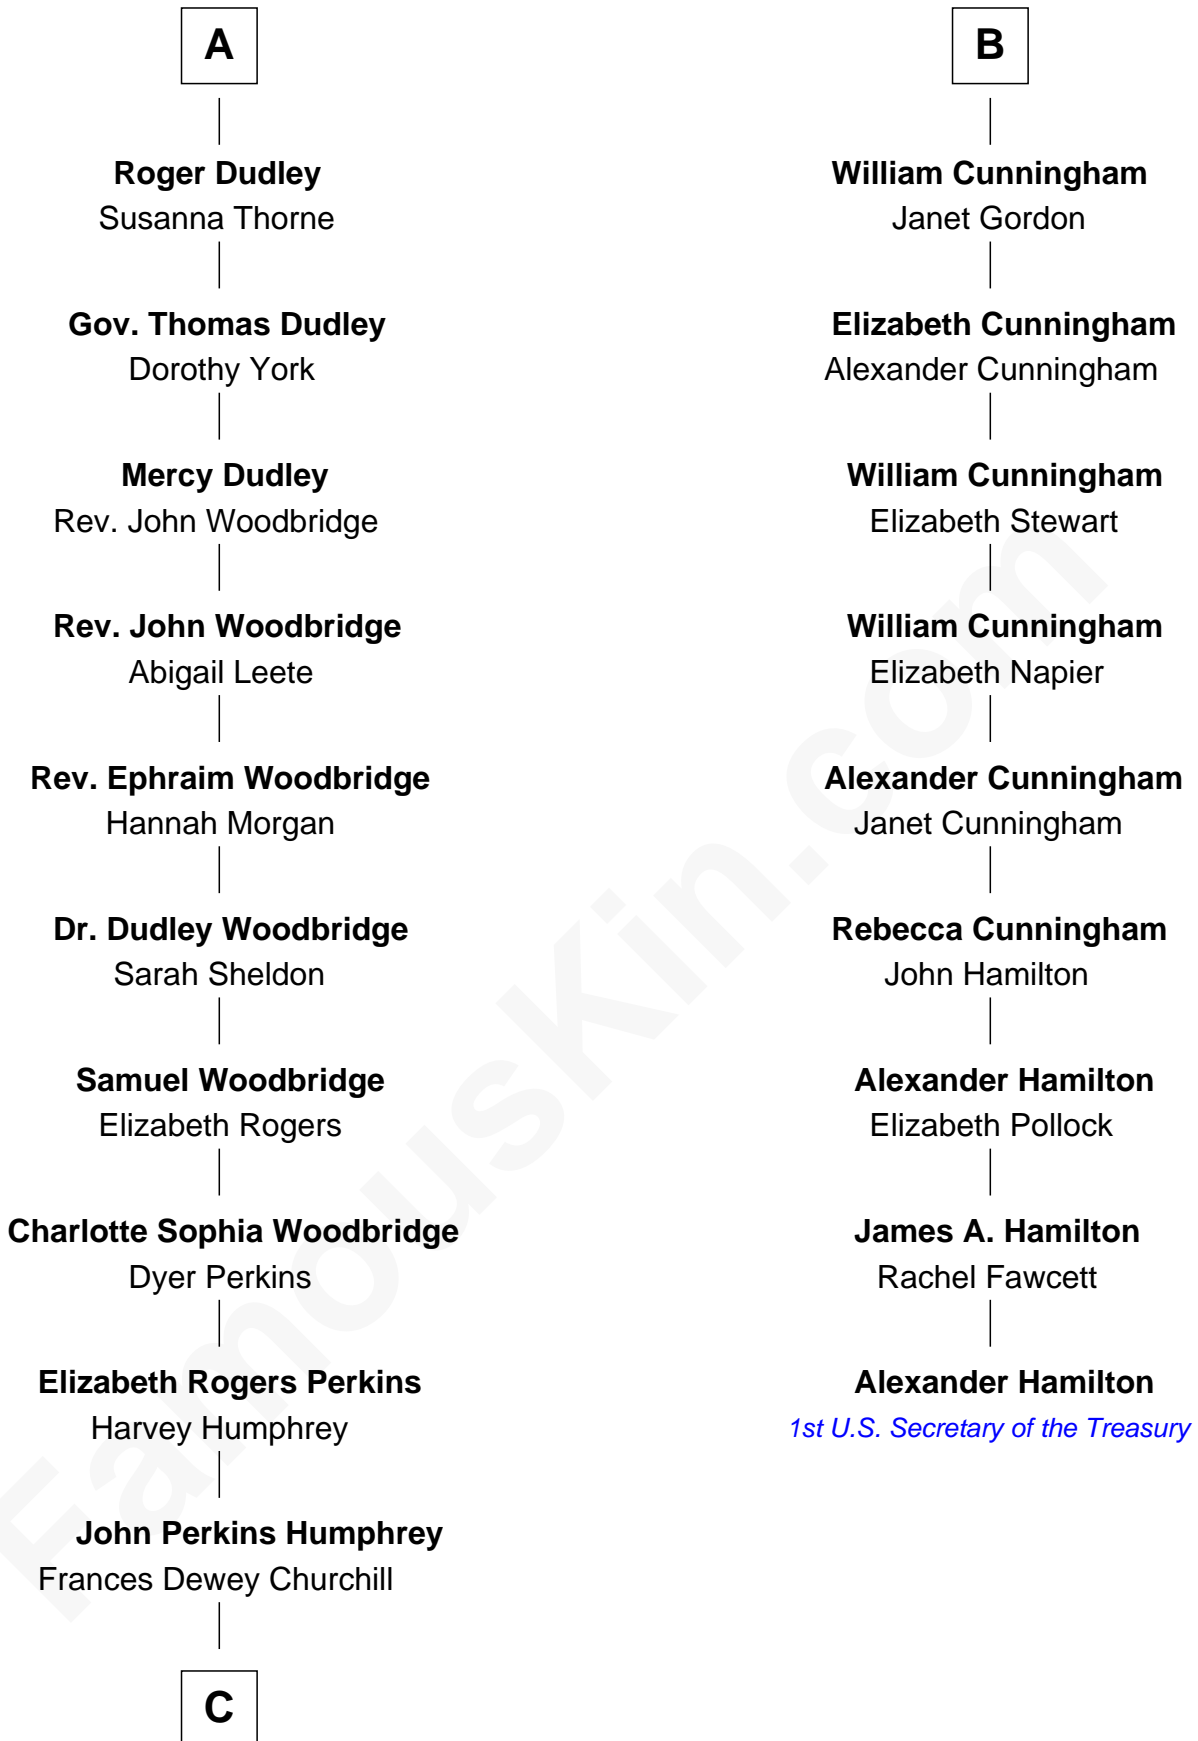 A
Roger Dudley
Susanna Thorne
Gov. Thomas Dudley
Dorothy York
Mercy Dudley
Rev. John Woodbridge
Rev. John Woodbridge
Abigail Leete
Rev. Ephraim Woodbridge
Hannah Morgan
Dr. Dudley Woodbridge
Sarah Sheldon
Samuel Woodbridge
Elizabeth Rogers
Charlotte Sophia Woodbridge
Dyer Perkins
Elizabeth Rogers Perkins
Harvey Humphrey
John Perkins Humphrey
Frances Dewey Churchill
C
B
William Cunningham
Janet Gordon
Elizabeth Cunningham
Alexander Cunningham
William Cunningham
Elizabeth Stewart
William Cunningham
Elizabeth Napier
Alexander Cunningham
Janet Cunningham
Rebecca Cunningham
John Hamilton
Alexander Hamilton
Elizabeth Pollock
James A. Hamilton
Rachel Fawcett
Alexander Hamilton
1st U.S. Secretary of the Treasury
FamousKin.com